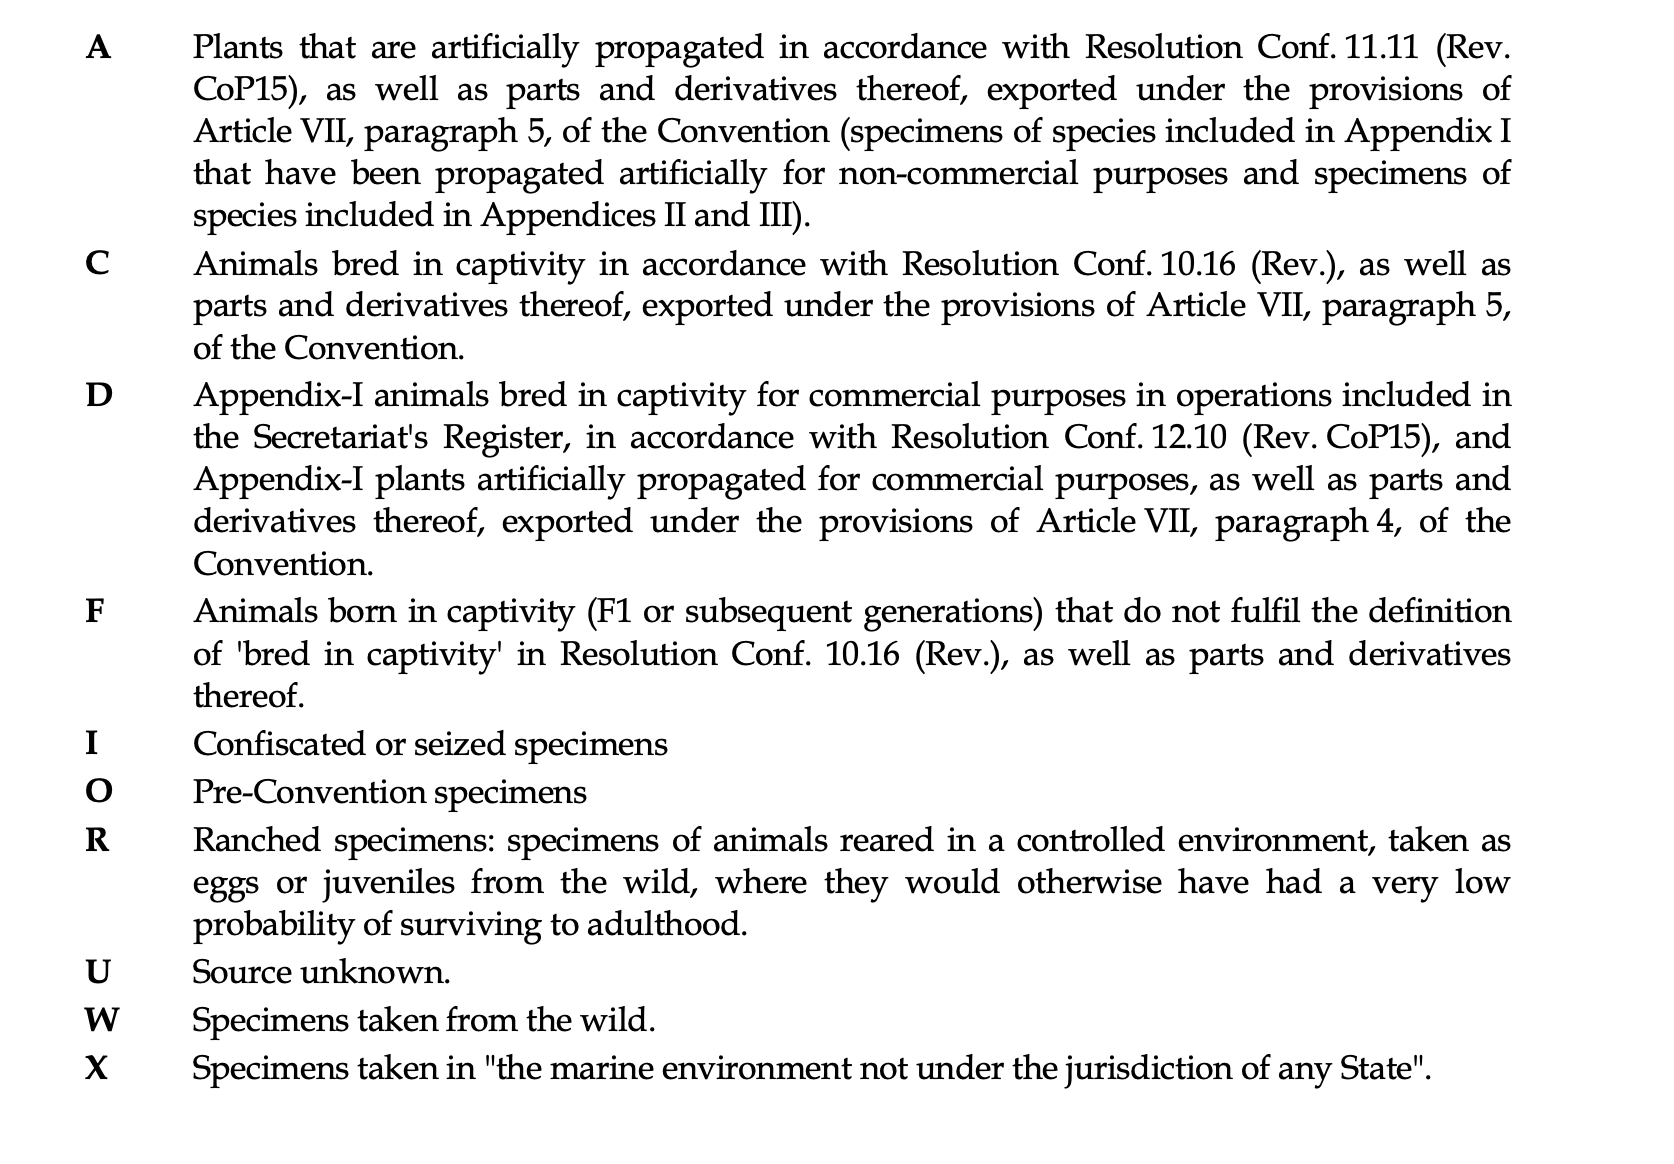 A Plants that are artificially propagated in accordance with Resolution Conf. 11.11 (Rev.
CoP15), as well as parts and derivatives thereof, exported under the provisions of
Article VII, paragraph 5, of the Convention (specimens of species included in Appendix I
that have been propagated artificially for non-commercial purposes and specimens of
species included in Appendices II and III).
C Animals bred in captivity in accordance with Resolution Conf. 10.16 (Rev.), as well as
parts and derivatives thereof, exported under the provisions of Article VII, paragraph 5,
of the Convention.
D Appendix-I animals bred in captivity for commercial purposes in operations included in
the Secretariat's Register, in accordance with Resolution Conf. 12.10 (Rev. CoP15), and
Appendix-I plants artificially propagated for commercial purposes, as well as parts and
derivatives thereof, exported under the provisions of Article VII, paragraph 4, of the
Convention.
F Animals born in captivity (F1 or subsequent generations) that do not fulfil the definition
of 'bred in captivity' in Resolution Conf. 10.16 (Rev.), as well as parts and derivatives
thereof.
I Confiscated or seized specimens
O Pre-Convention specimens
R Ranched specimens: specimens of animals reared in a controlled environment, taken as
eggs or juveniles from the wild, where they would otherwise have had a very low
probability of surviving to adulthood.
U Source unknown.
W Specimens taken from the wild.
X Specimens taken in "the marine environment not under the jurisdiction of any State".